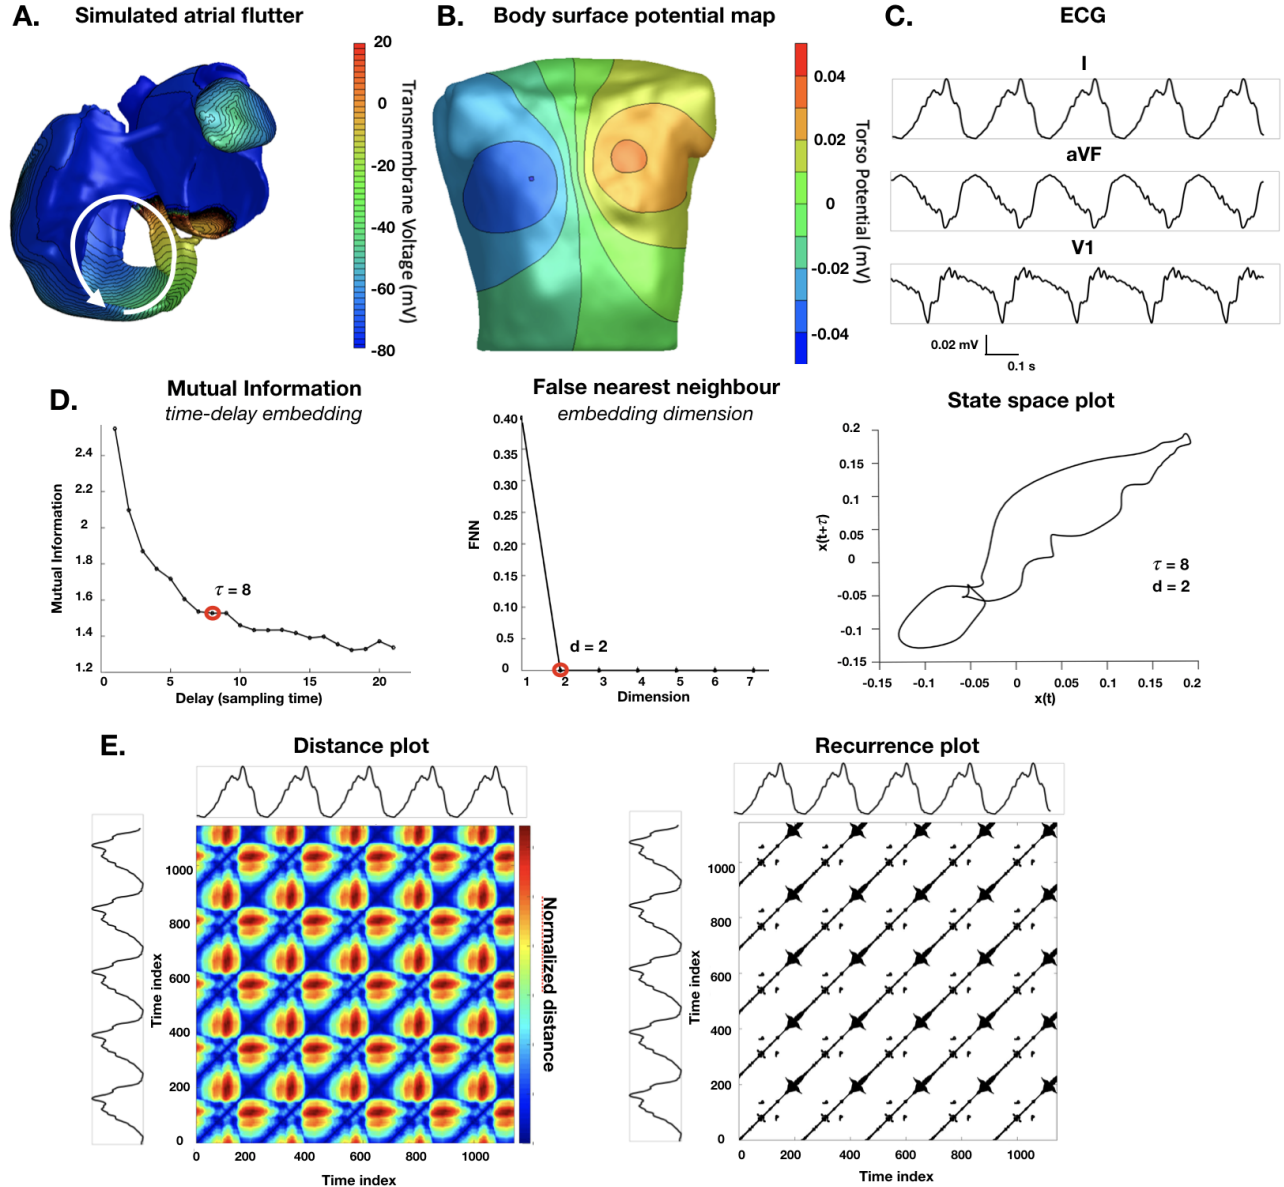 A. Simulated atrial flutter
20
0
-20
-40
-60
-80
Transmembrane Voltage (mV)
B. Body surface potential map
0.04
0.02
0
-0.02
-0.04
Torso Potential (mV)
C. ECG
I
aVF
V1
0.02 mV
0.1 s
D.
Mutual Information
time-delay embedding
2.4
2.2
2
1.8
1.6
1.4
1.2
Mutual Information
τ = 8
0 5 10 15 20
Delay (sampling time)
False nearest neighbour
embedding dimension
0.40
0.35
0.30
0.25
0.20
0.15
0.10
0.5
0
FNN
d = 2
1 2 3 4 5 6 7
Dimension
State space plot
0.2
0.15
0.1
0.05
0
-0.05
-0.1
-0.15
x(t+τ)
τ = 8
d = 2
-0.15 -0.1 -0.05 0 0.05 0.1 0.15 0.2
x(t)
E.
Distance plot
1000
800
600
400
200
0
Time index
0 200 400 600 800 1000
Time index
Normalized distance
Recurrence plot
1000
800
600
400
200
0
Time index
0 200 400 600 800 1000
Time index